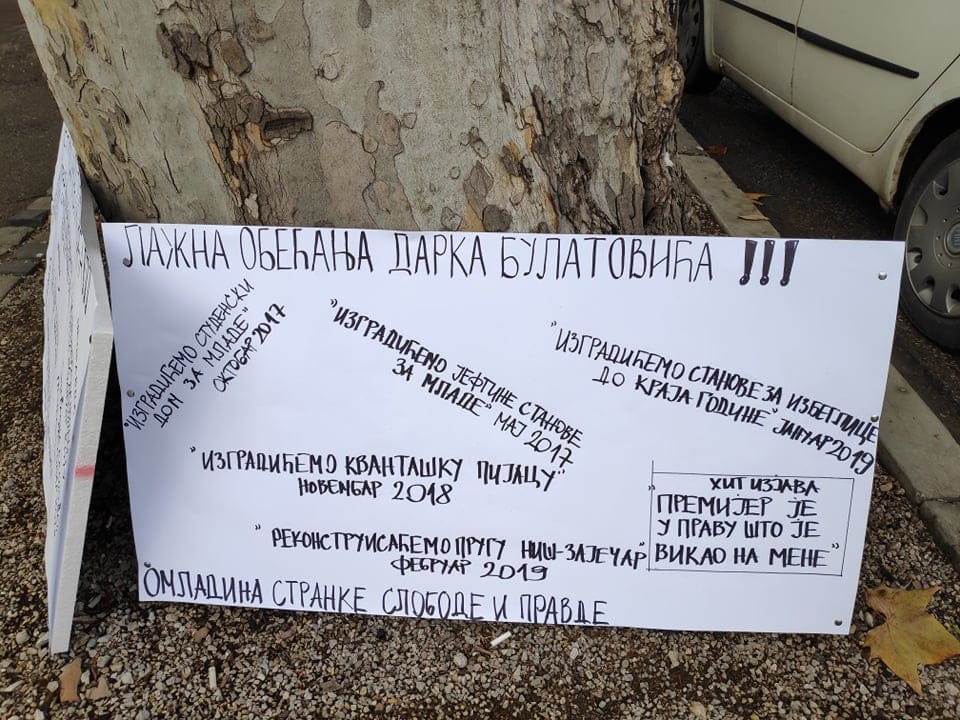 ЛАЖНА ОБЕЋАЊА ДАРКА БУЛАТОВИЋА !!!
"ИЗГРАДИЋЕМО СТУДЕНСКИ
ДОМ ЗА МЛАДЕ"
ОКТОБАР 2017
"ИЗГРАДИЋЕМО ЈЕФТИНЕ СТАНОВЕ
ЗА МЛАДЕ" МАЈ 2017.
"ИЗГРАДИЋЕМО СТАНОВЕ ЗА ИЗБЕГЛИЦЕ
ДО КРАЈА ГОДИНЕ" ЈАНУАР 2019
"ИЗГРАДИЋЕМО КВАНТАШКУ ПИЈАЦУ"
НОВЕМБАР 2018
"РЕКОНСТРУИСАЋЕМО ПРУГУ НИШ-ЗАЈЕЧАР"
ФЕБРУАР 2019
ХИТ ИЗЈАВА
"ПРЕМИЈЕР ЈЕ
У ПРАВУ ШТО ЈЕ
ВИКАО НА МЕНЕ"
ОМЛАДИНА СТРАНКЕ СЛОБОДЕ И ПРАВДЕ